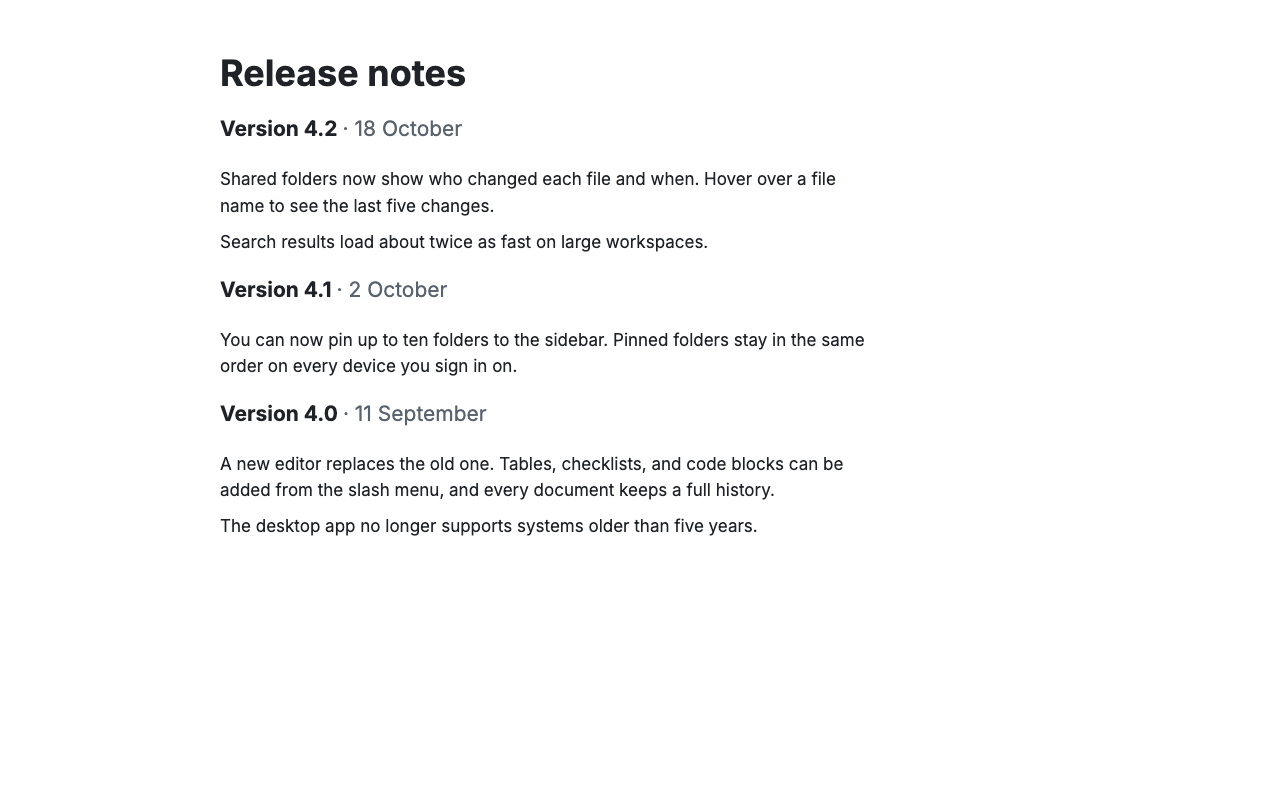 Release notes
Version 4.2 · 18 October
Shared folders now show who changed each file and when. Hover over a file
name to see the last five changes.
Search results load about twice as fast on large workspaces.
Version 4.1 · 2 October
You can now pin up to ten folders to the sidebar. Pinned folders stay in the same
order on every device you sign in on.
Version 4.0 · 11 September
A new editor replaces the old one. Tables, checklists, and code blocks can be
added from the slash menu, and every document keeps a full history.
The desktop app no longer supports systems older than five years.